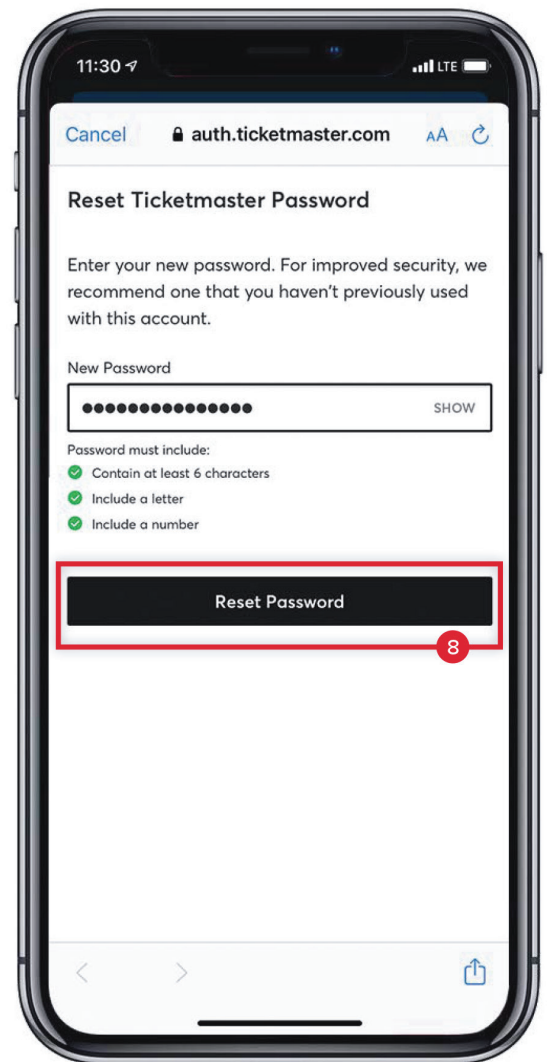 11:30 LTE
Cancel auth.ticketmaster.com AA
Reset Ticketmaster Password
Enter your new password. For improved security, we
recommend one that you haven't previously used
with this account.
New Password
●●●●●●●●●●●●●●● SHOW
Password must include:
Contain at least 6 characters
Include a letter
Include a number
Reset Password
8